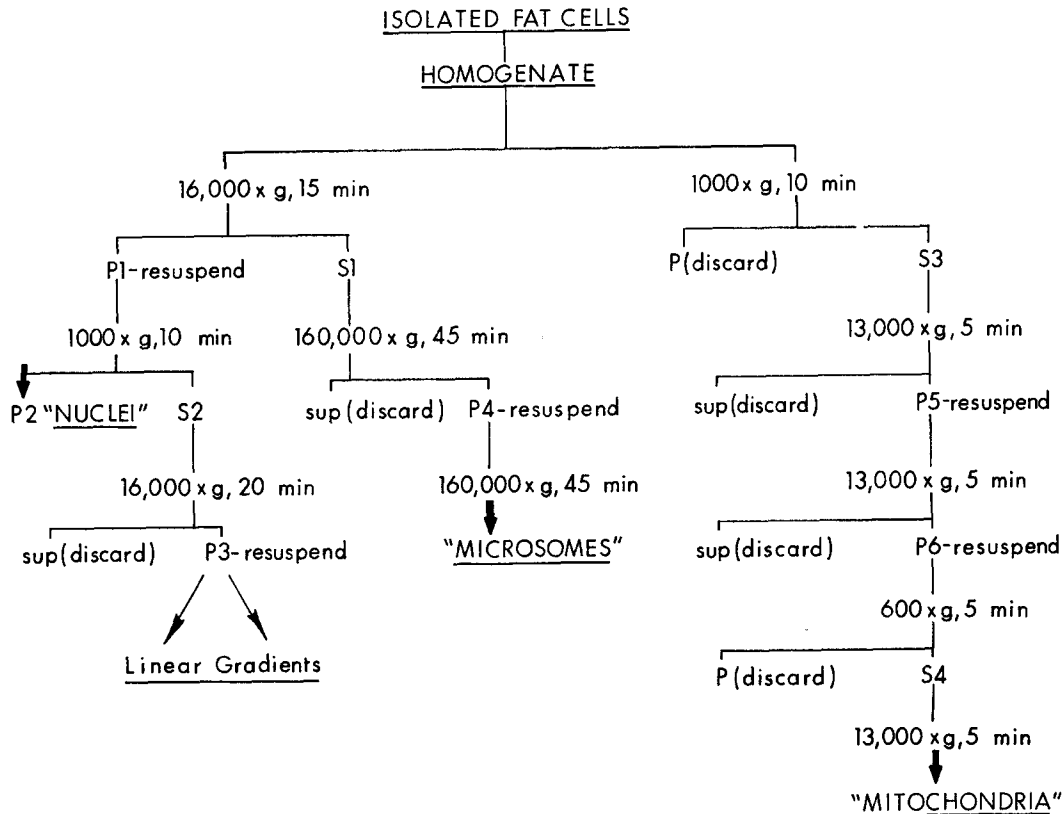 ISOLATED FAT CELLS
HOMOGENATE
16,000 x g, 15 min
1000 x g, 10 min
P1-resuspend
S1
P(discard)
S3
1000 x g, 10 min
160,000 x g, 45 min
13,000 x g, 5 min
P2 "NUCLEI"
S2
sup(discard)
P4-resuspend
sup(discard)
P5-resuspend
16,000 x g, 20 min
160,000 x g, 45 min
13,000 x g, 5 min
sup(discard)
P3-resuspend
"MICROSOMES"
sup(discard)
P6-resuspend
600 x g, 5 min
Linear Gradients
P(discard)
S4
13,000 x g, 5 min
"MITOCHONDRIA"